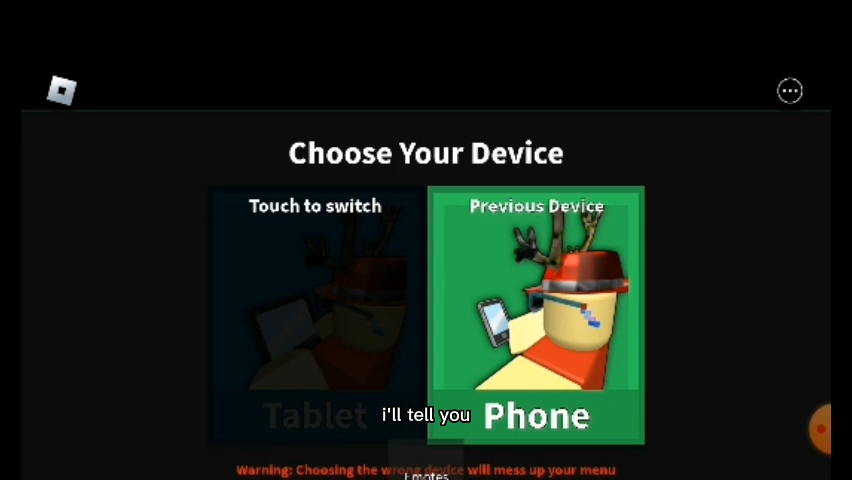 Choose Your Device
Touch to switch
Previous Device
Tablet
i'll tell you
Phone
Warning: Choosing the wrong device will mess up your menu
Emotes